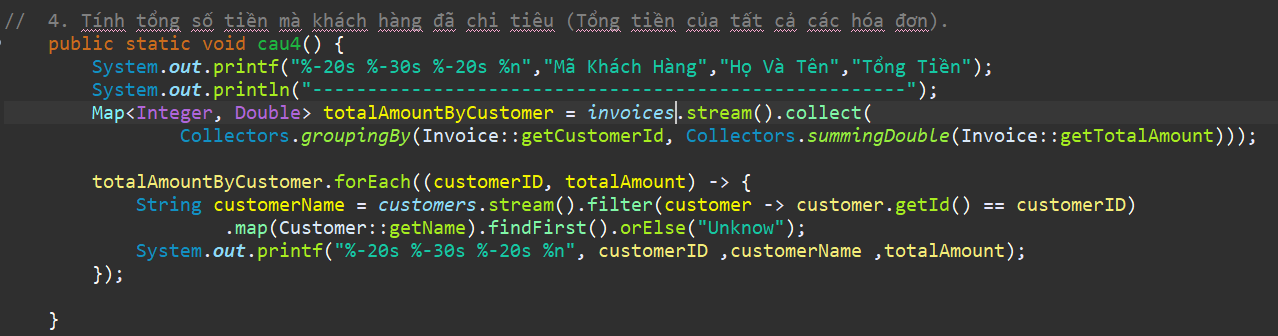 //  4. Tính tổng số tiền mà khách hàng đã chi tiêu (Tổng tiền của tất cả các hóa đơn).
public static void cau4() {
System.out.printf("%-20s %-30s %-20s %n","Mã Khách Hàng","Họ Và Tên","Tổng Tiền");
System.out.println("------------------------------------------------------");
Map<Integer, Double> totalAmountByCustomer = invoices.stream().collect(
Collectors.groupingBy(Invoice::getCustomerId, Collectors.summingDouble(Invoice::getTotalAmount)));
totalAmountByCustomer.forEach((customerID, totalAmount) -> {
String customerName = customers.stream().filter(customer -> customer.getId() == customerID)
.map(Customer::getName).findFirst().orElse("Unknow");
System.out.printf("%-20s %-30s %-20s %n", customerID ,customerName ,totalAmount);
});
}